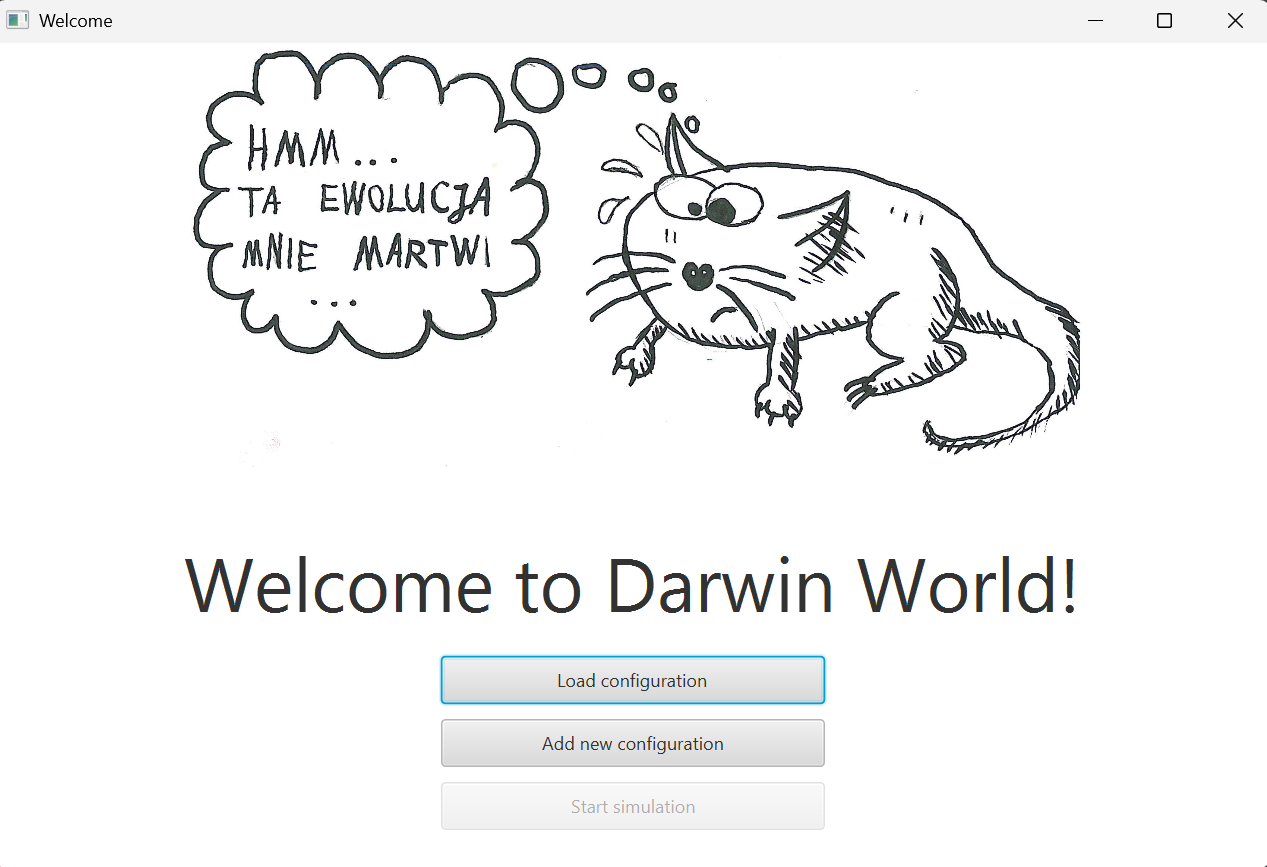 Welcome
HMM...
TA EWOLUCJA
MNIE MARTWI
...
Welcome to Darwin World!
Load configuration
Add new configuration
Start simulation